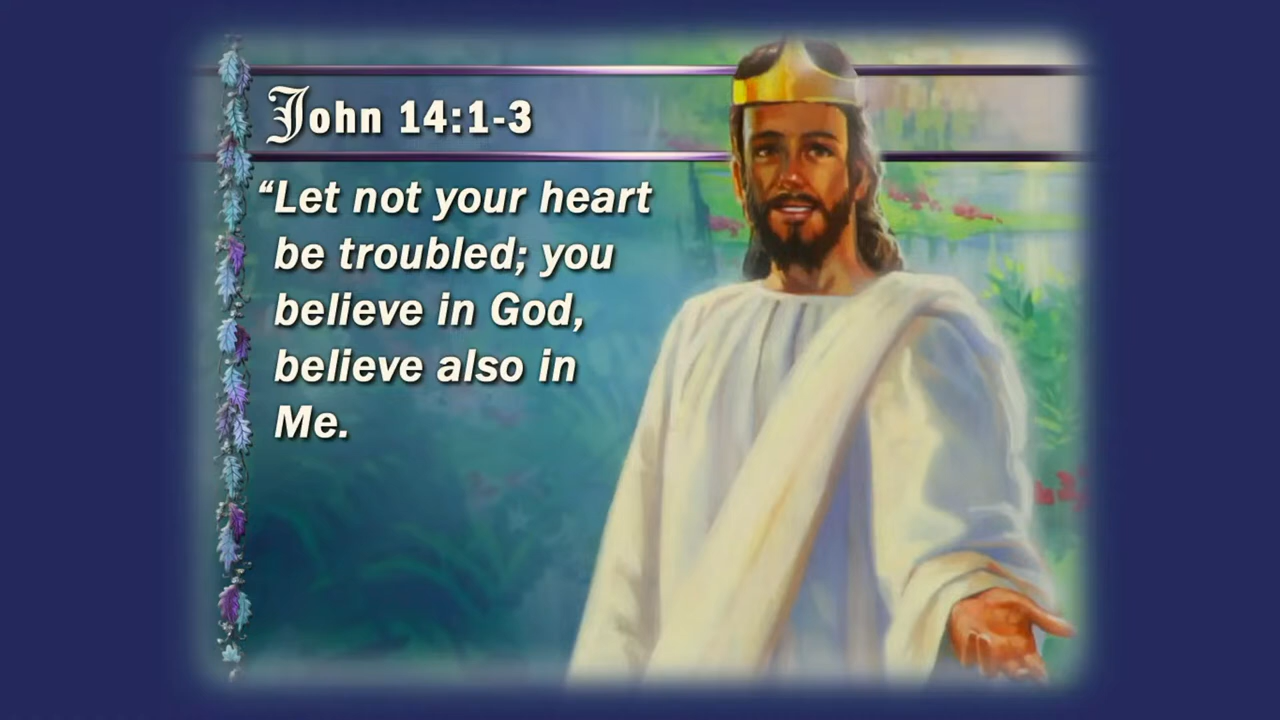 John 14:1-3
“Let not your heart
be troubled; you
believe in God,
believe also in
Me.